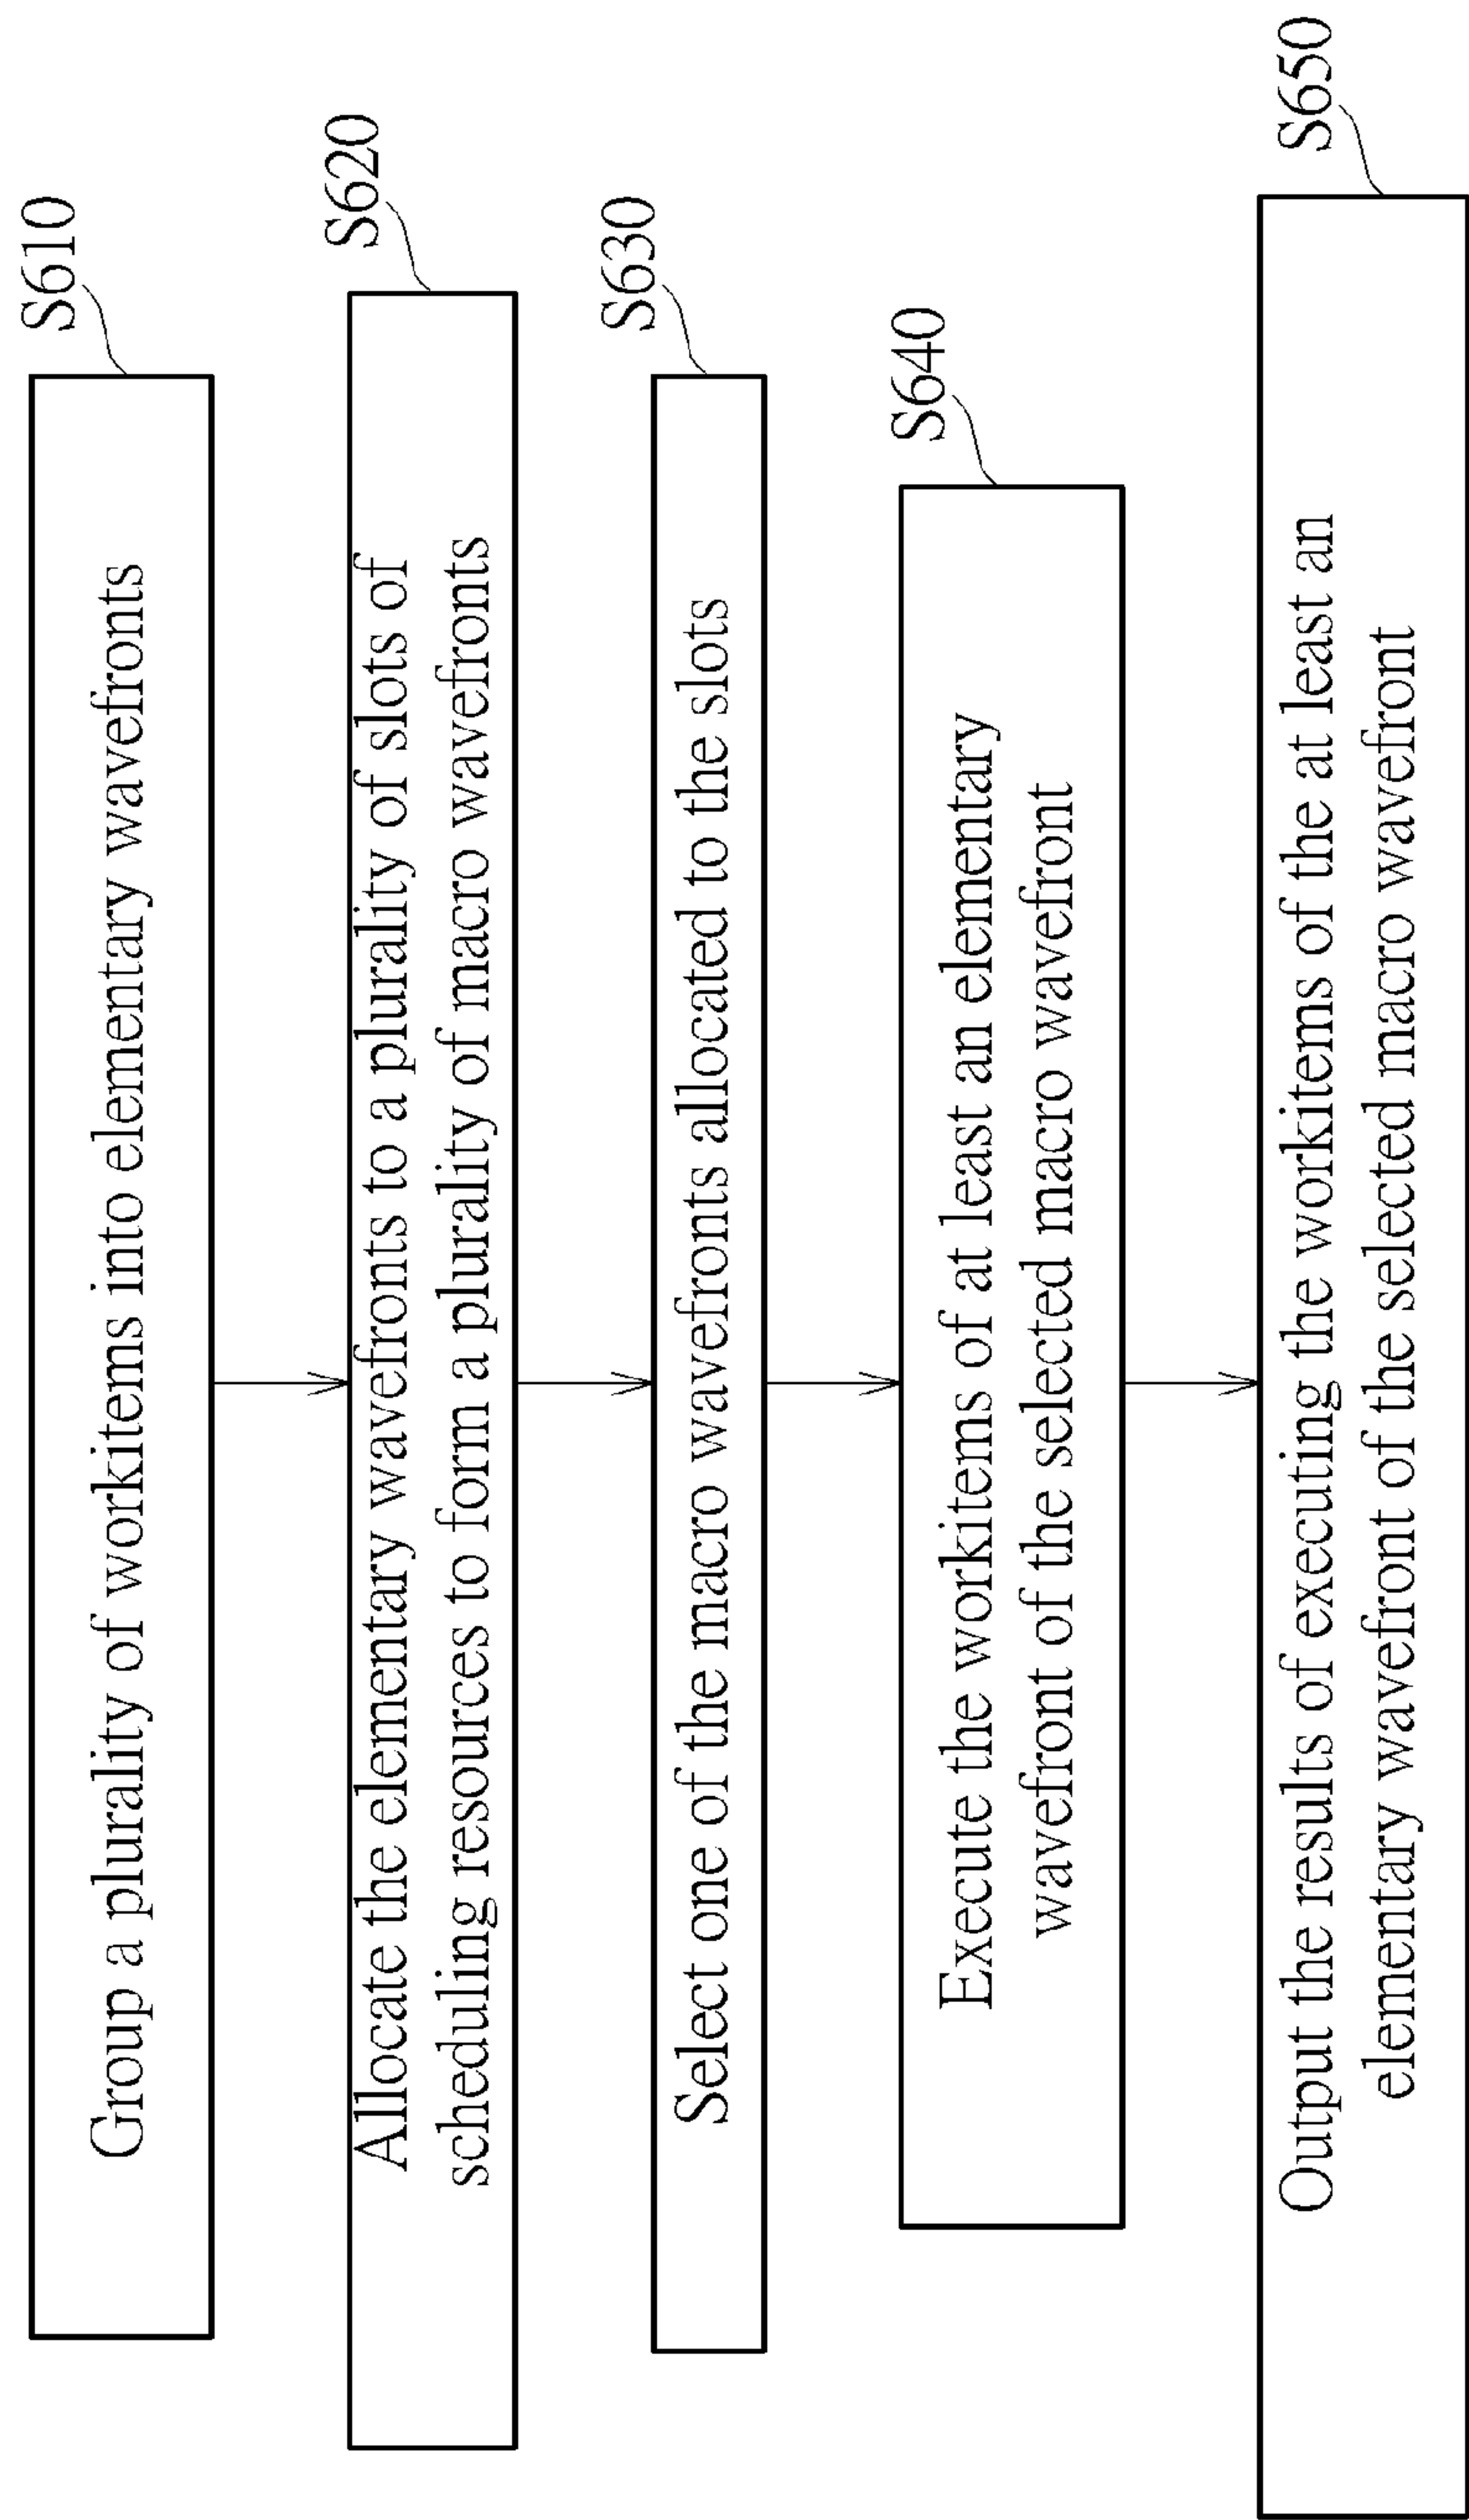 S610
Group a plurality of workitems into elementary wavefronts
S620
Allocate the elementary wavefronts to a plurality of slots of
scheduling resources to form a plurality of macro wavefronts
S630
Select one of the macro wavefronts allocated to the slots
S640
Execute the workitems of at least an elementary
wavefront of the selected macro wavefront
S650
Output the results of executing the workitems of the at least an
elementary wavefront of the selected macro wavefront